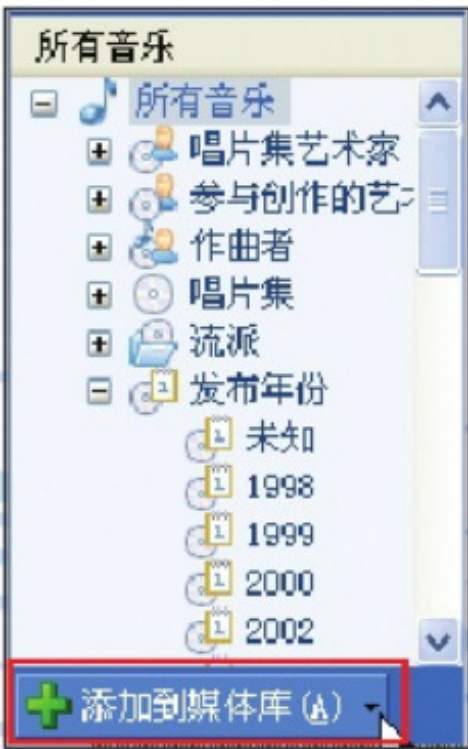 所有音乐
所有音乐
唱片集艺术家
参与创作的艺
作曲者
唱片集
流派
发布年份
未知
1998
1999
2000
2002
添加到媒体库(A)